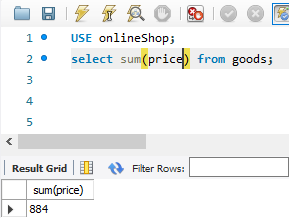 1 USE onlineShop;
2 select sum(price) from goods;
3
4
5
Result Grid Filter Rows:
sum(price)
884